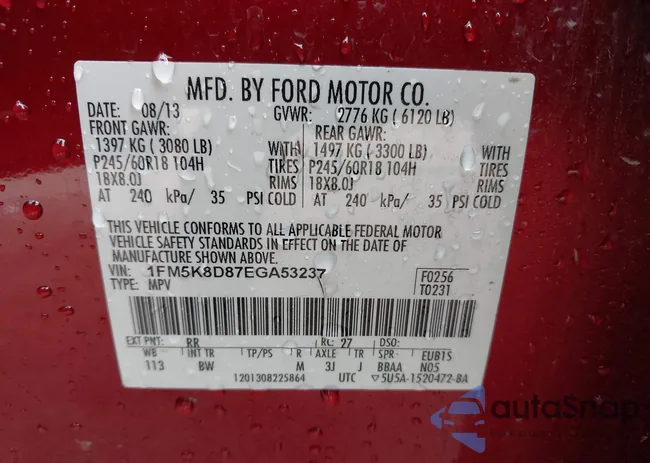 MFD. BY FORD MOTOR CO.
DATE: 08/13 GVWR: 2776 KG ( 6120 LB)
FRONT GAWR: REAR GAWR:
1397 KG ( 3080 LB) WITH 1497 KG ( 3300 LB) WITH
P245/60R18 104H TIRES P245/60R18 104H TIRES
18X8.0J RIMS 18X8.0J RIMS
AT 240 kPa/ 35 PSI COLD AT 240 kPa/ 35 PSI COLD
THIS VEHICLE CONFORMS TO ALL APPLICABLE FEDERAL MOTOR
VEHICLE SAFETY AND THEFT PREVENTION STANDARDS IN EFFECT ON THE DATE OF
MANUFACTURE SHOWN ABOVE.
VIN: 1FM5K8D87EGA53237 F0256
TYPE: MPV T0231
EXT PNT: RR RC: 27 DSO:
WB INT TR TP/PS R AXLE TR SPR EUB1S
113 BW M 3J J BBAA N05
1201308225864 UTC ▽5U5A-1520472-BA
autoSnap